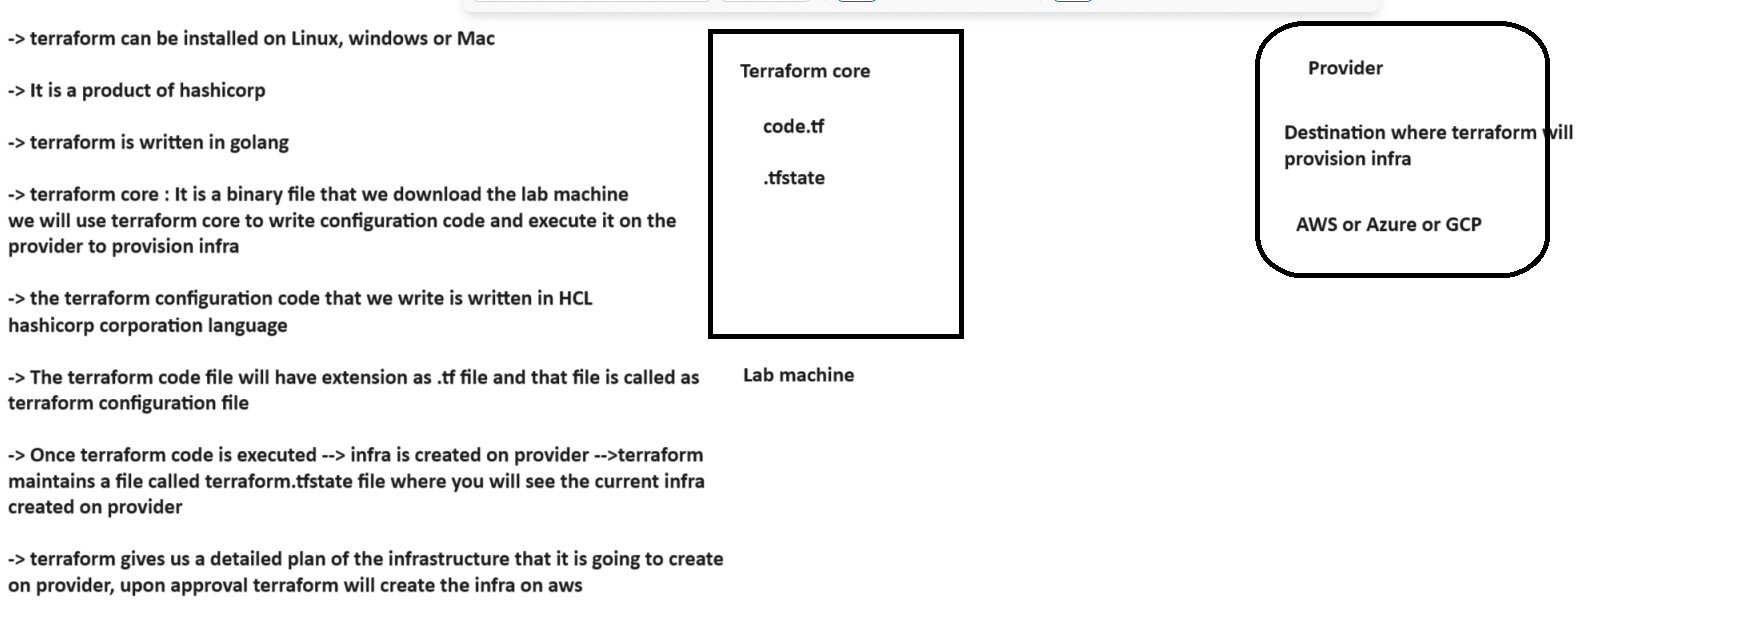 -> terraform can be installed on Linux, windows or Mac
-> It is a product of hashicorp
-> terraform is written in golang
-> terraform core : It is a binary file that we download the lab machine
we will use terraform core to write configuration code and execute it on the
provider to provision infra
-> the terraform configuration code that we write is written in HCL
hashicorp corporation language
-> The terraform code file will have extension as .tf file and that file is called as
terraform configuration file
-> Once terraform code is executed --> infra is created on provider -->terraform
maintains a file called terraform.tfstate file where you will see the current infra
created on provider
-> terraform gives us a detailed plan of the infrastructure that it is going to create
on provider, upon approval terraform will create the infra on aws
Terraform core
code.tf
.tfstate
Lab machine
Provider
Destination where terraform will
provision infra
AWS or Azure or GCP